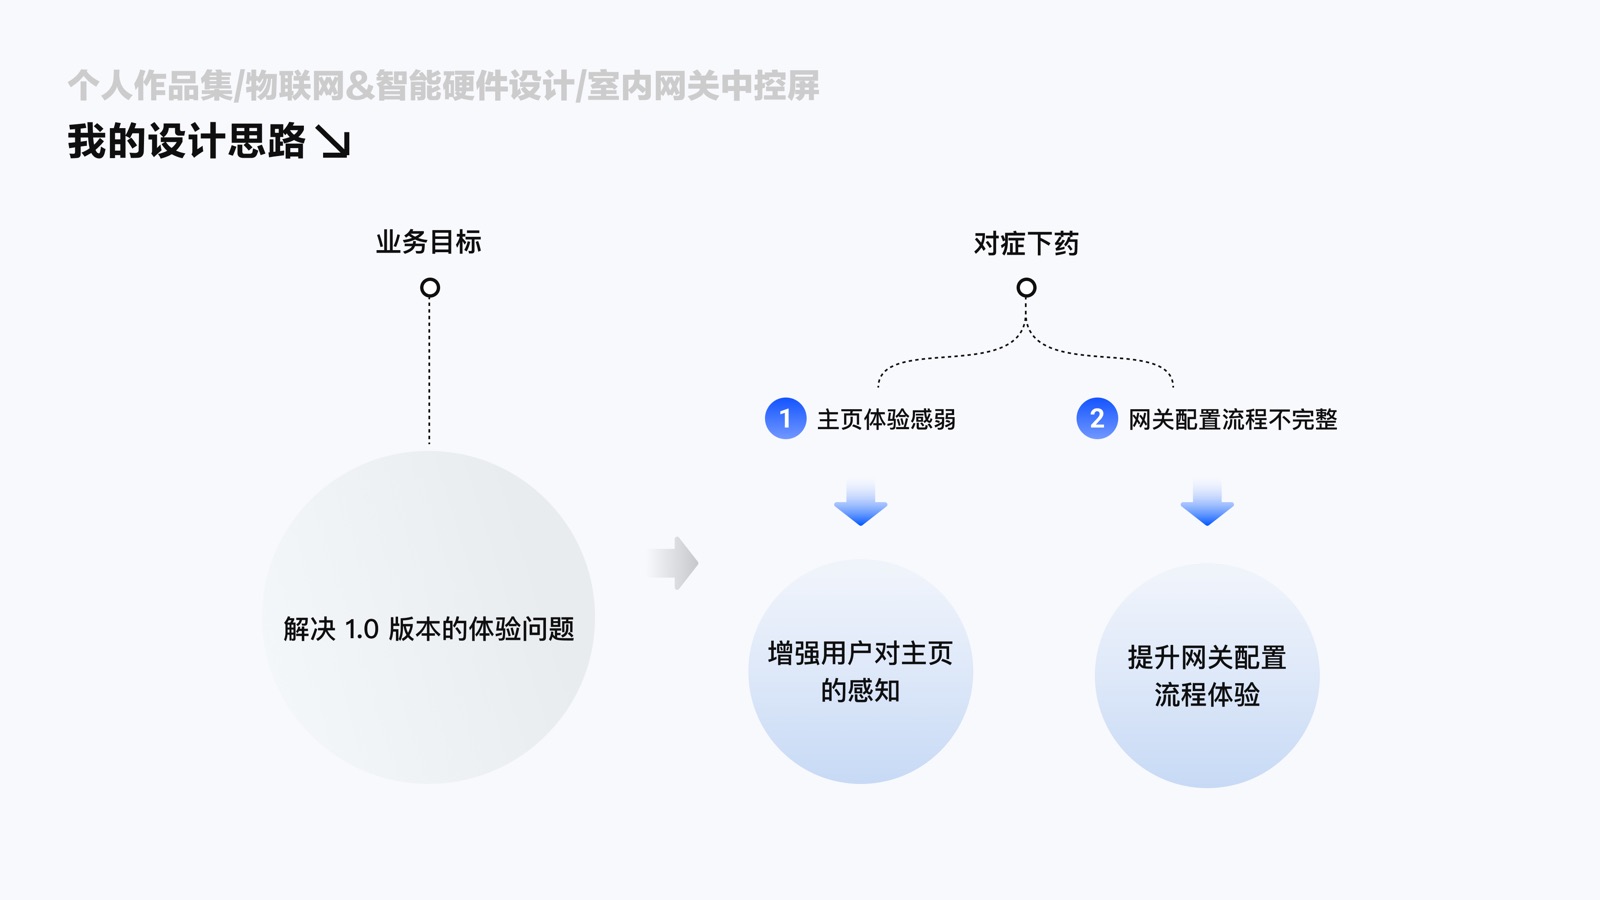 个人作品集/物联网&智能硬件设计/室内网关中控屏
我的设计思路
业务目标
解决 1.0 版本的体验问题
对症下药
1 主页体验感弱
2 网关配置流程不完整
增强用户对主页
的感知
提升网关配置
流程体验